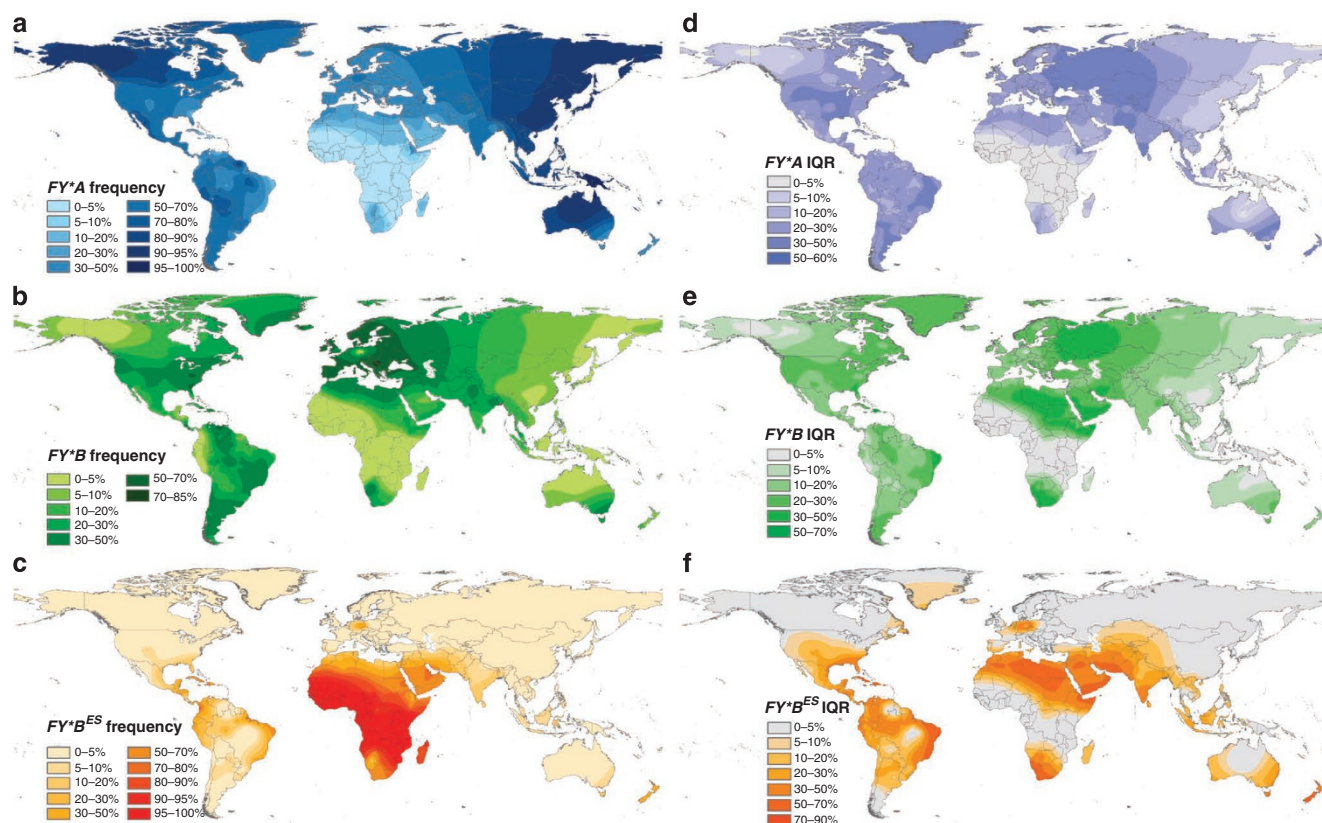 a
FY*A frequency
0–5% 50–70%
5–10% 70–80%
10–20% 80–90%
20–30% 90–95%
30–50% 95–100%
b
FY*B frequency
0–5% 50–70%
5–10% 70–85%
10–20%
20–30%
30–50%
c
FY*B^ES frequency
0–5% 50–70%
5–10% 70–80%
10–20% 80–90%
20–30% 90–95%
30–50% 95–100%
d
FY*A IQR
0–5%
5–10%
10–20%
20–30%
30–50%
50–60%
e
FY*B IQR
0–5%
5–10%
10–20%
20–30%
30–50%
50–70%
f
FY*B^ES IQR
0–5%
5–10%
10–20%
20–30%
30–50%
50–70%
70–90%